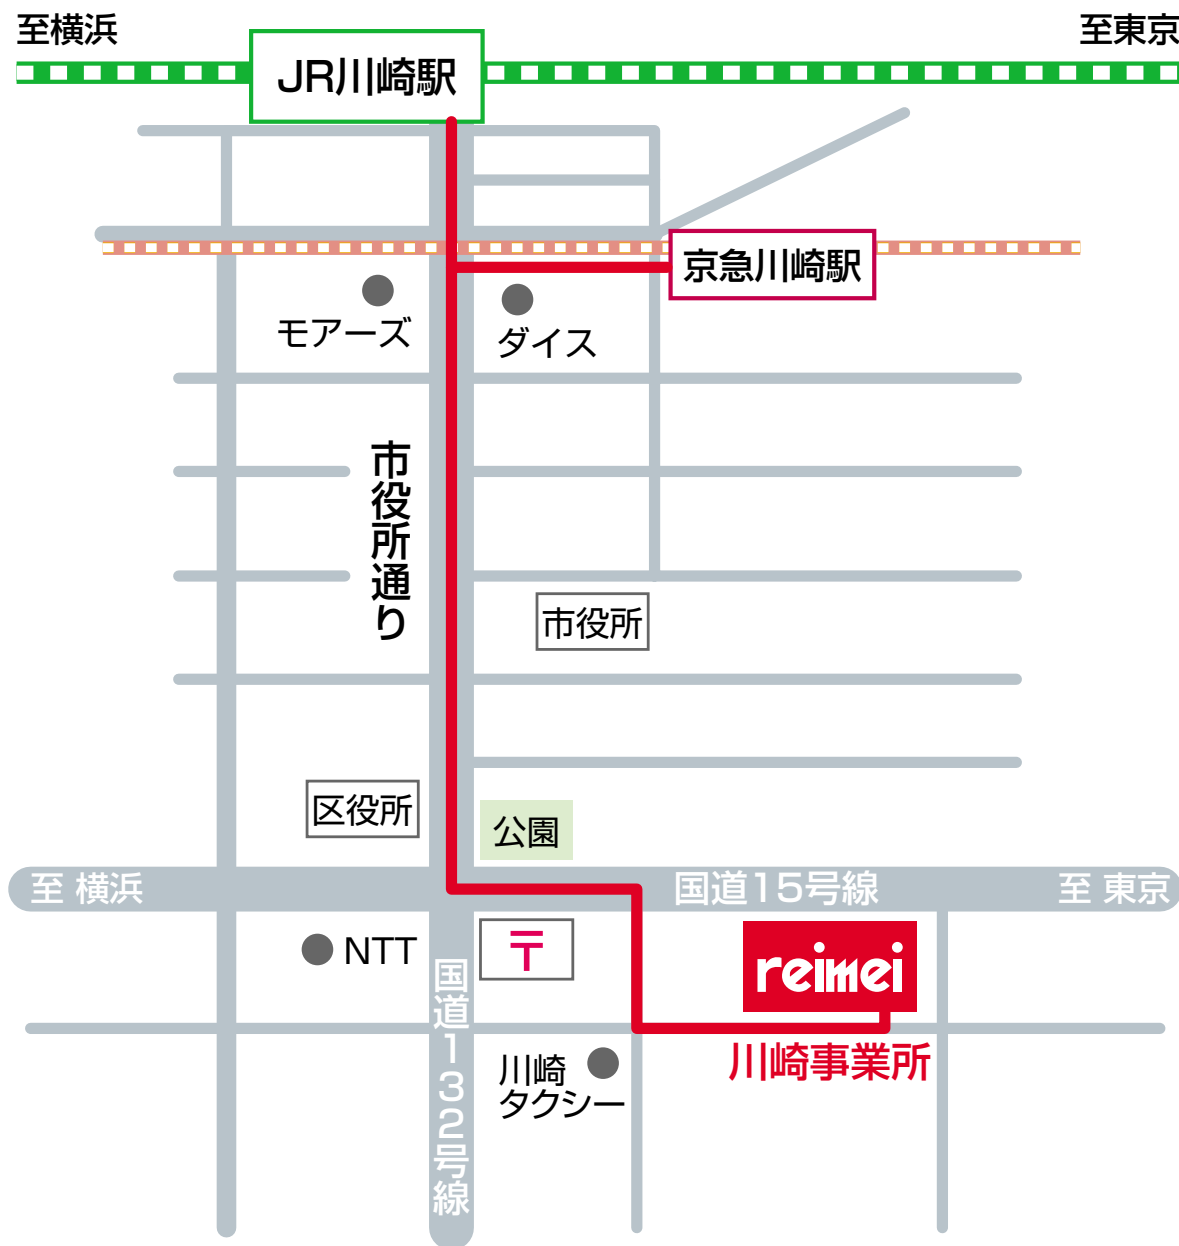 至横浜
至東京
JR川崎駅
京急川崎駅
モアーズ
ダイス
市役所通り
市役所
区役所
公園
至 横浜
国道15号線
至 東京
NTT
〒
reimei
国道132号線
川崎
タクシー
川崎事業所